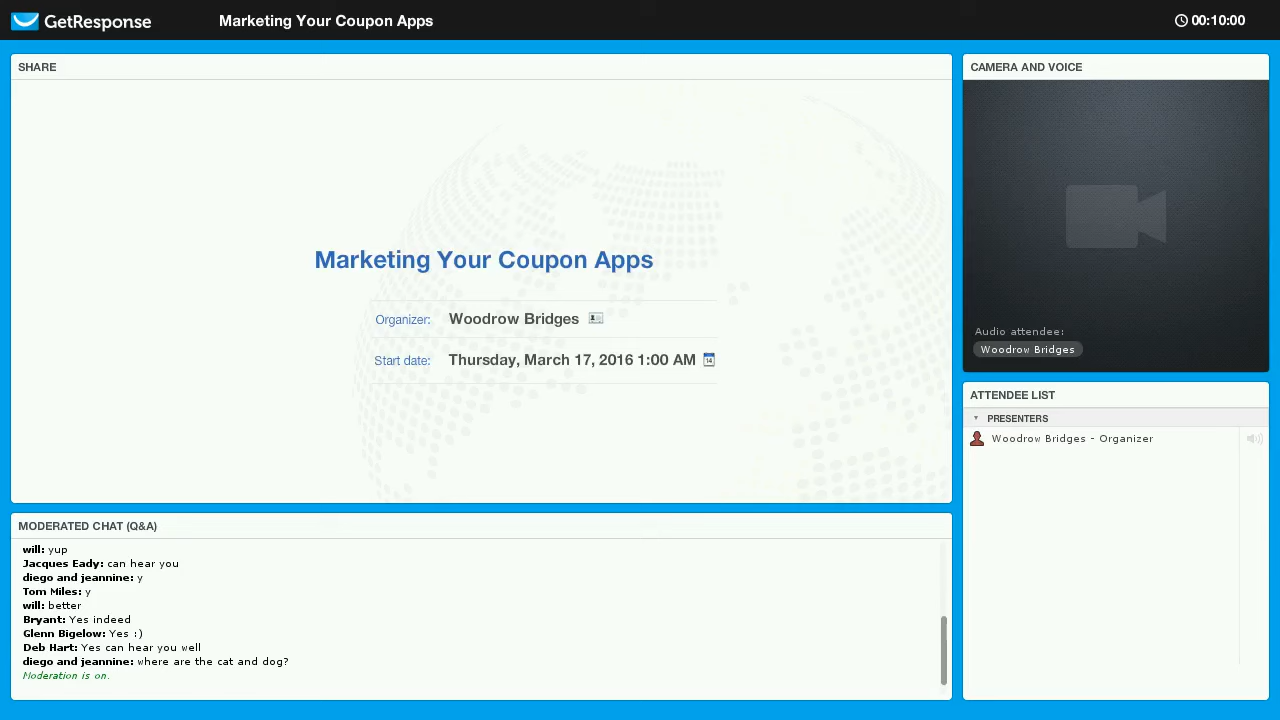 GetResponse
Marketing Your Coupon Apps
00:10:00
SHARE
Marketing Your Coupon Apps
Organizer: Woodrow Bridges
Start date: Thursday, March 17, 2016 1:00 AM
14
CAMERA AND VOICE
Audio attendee:
Woodrow Bridges
ATTENDEE LIST
PRESENTERS
Woodrow Bridges - Organizer
MODERATED CHAT (Q&A)
will: yup
Jacques Eady: can hear you
diego and jeannine: y
Tom Miles: y
will: better
Bryant: Yes indeed
Glenn Bigelow: Yes :)
Deb Hart: Yes can hear you well
diego and jeannine: where are the cat and dog?
Moderation is on.